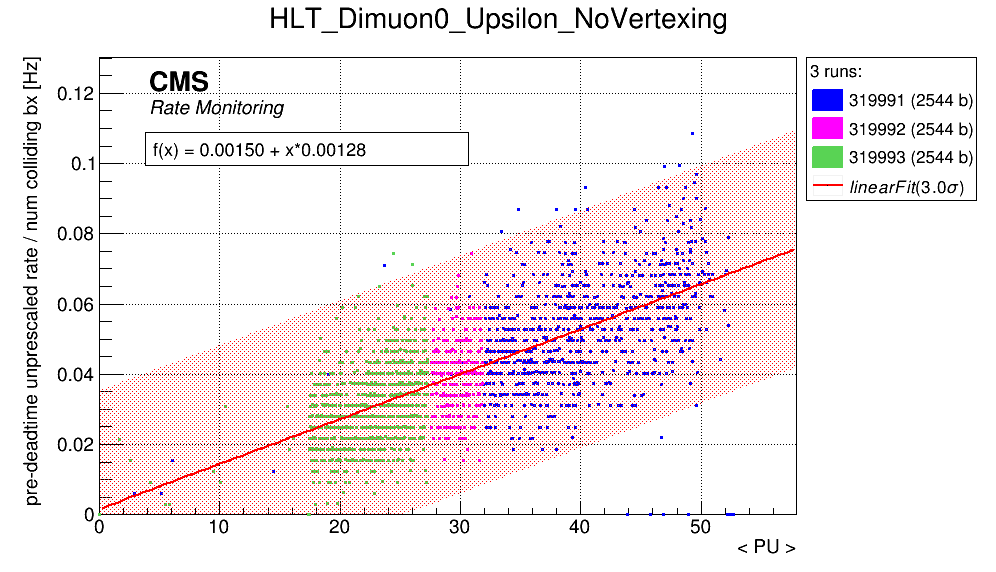 HLT_Dimuon0_Upsilon_NoVertexing
pre-deadtime unprescaled rate / num colliding bx [Hz]
CMS
Rate Monitoring
f(x) = 0.00150 + x*0.00128
0.12
0.1
0.08
0.06
0.04
0.02
0
0 10 20 30 40 50
< PU >
3 runs:
319991 (2544 b)
319992 (2544 b)
319993 (2544 b)
linearFit(3.0σ)